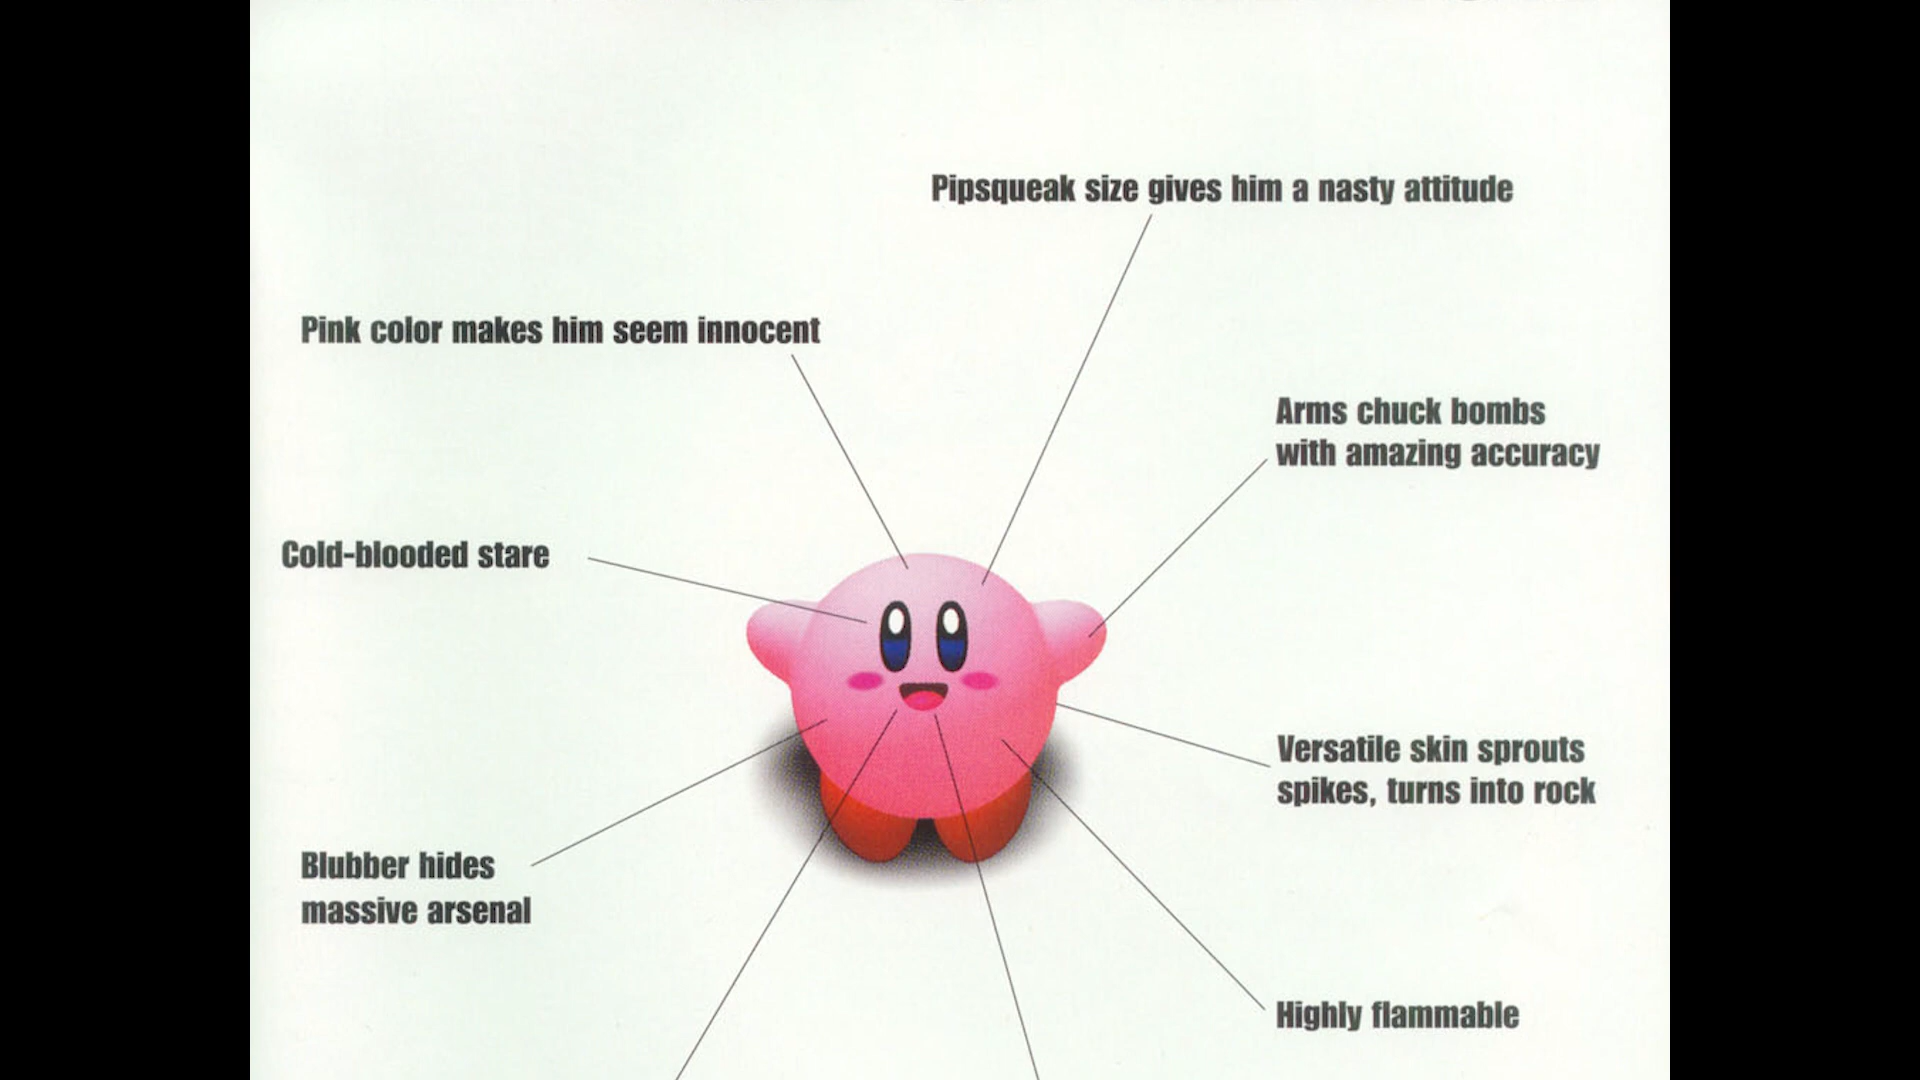 Pipsqueak size gives him a nasty attitude
Pink color makes him seem innocent
Arms chuck bombs
with amazing accuracy
Cold-blooded stare
Versatile skin sprouts
spikes, turns into rock
Blubber hides
massive arsenal
Highly flammable